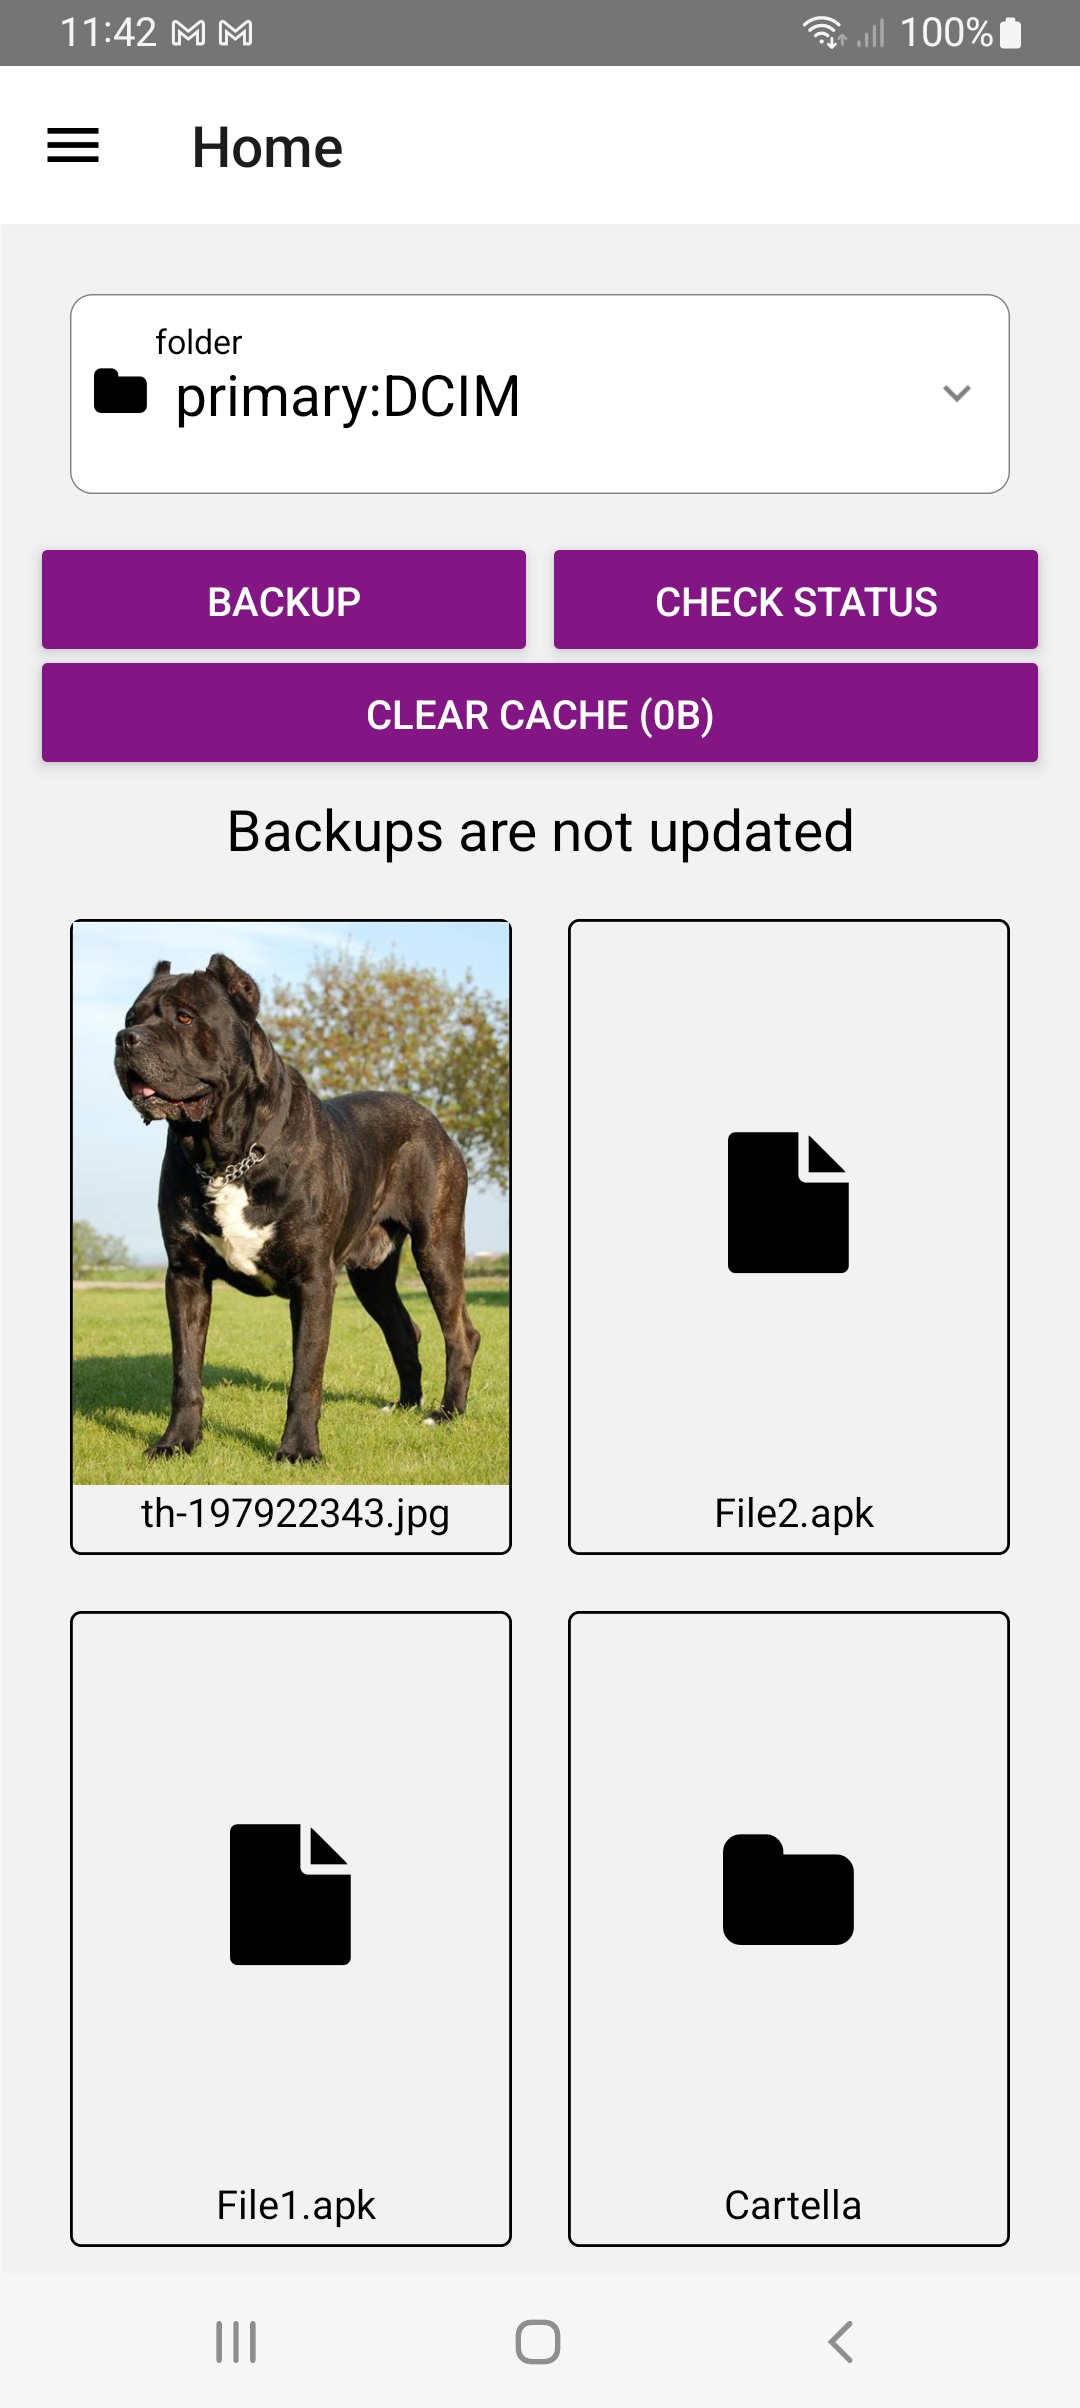 11:42
100%
Home
folder
primary:DCIM
BACKUP
CHECK STATUS
CLEAR CACHE (0B)
Backups are not updated
th-197922343.jpg
File2.apk
File1.apk
Cartella